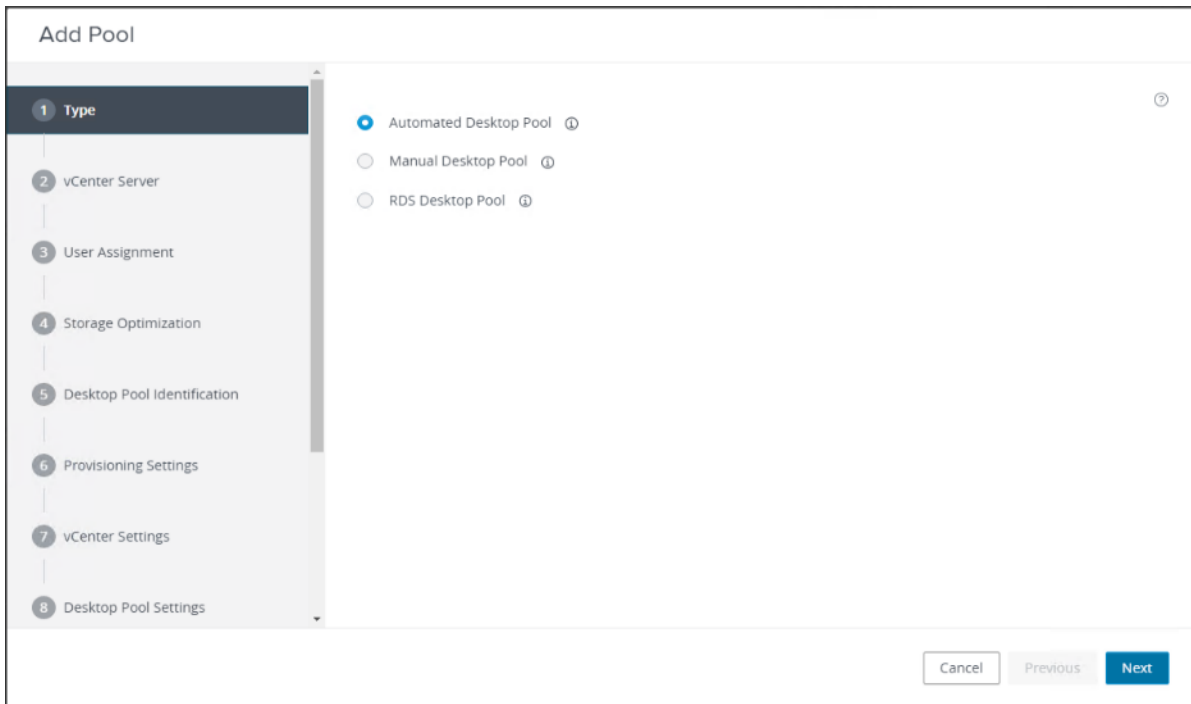 Add Pool
1 Type
2 vCenter Server
3 User Assignment
4 Storage Optimization
5 Desktop Pool Identification
6 Provisioning Settings
7 vCenter Settings
8 Desktop Pool Settings
Automated Desktop Pool
Manual Desktop Pool
RDS Desktop Pool
Cancel Previous Next